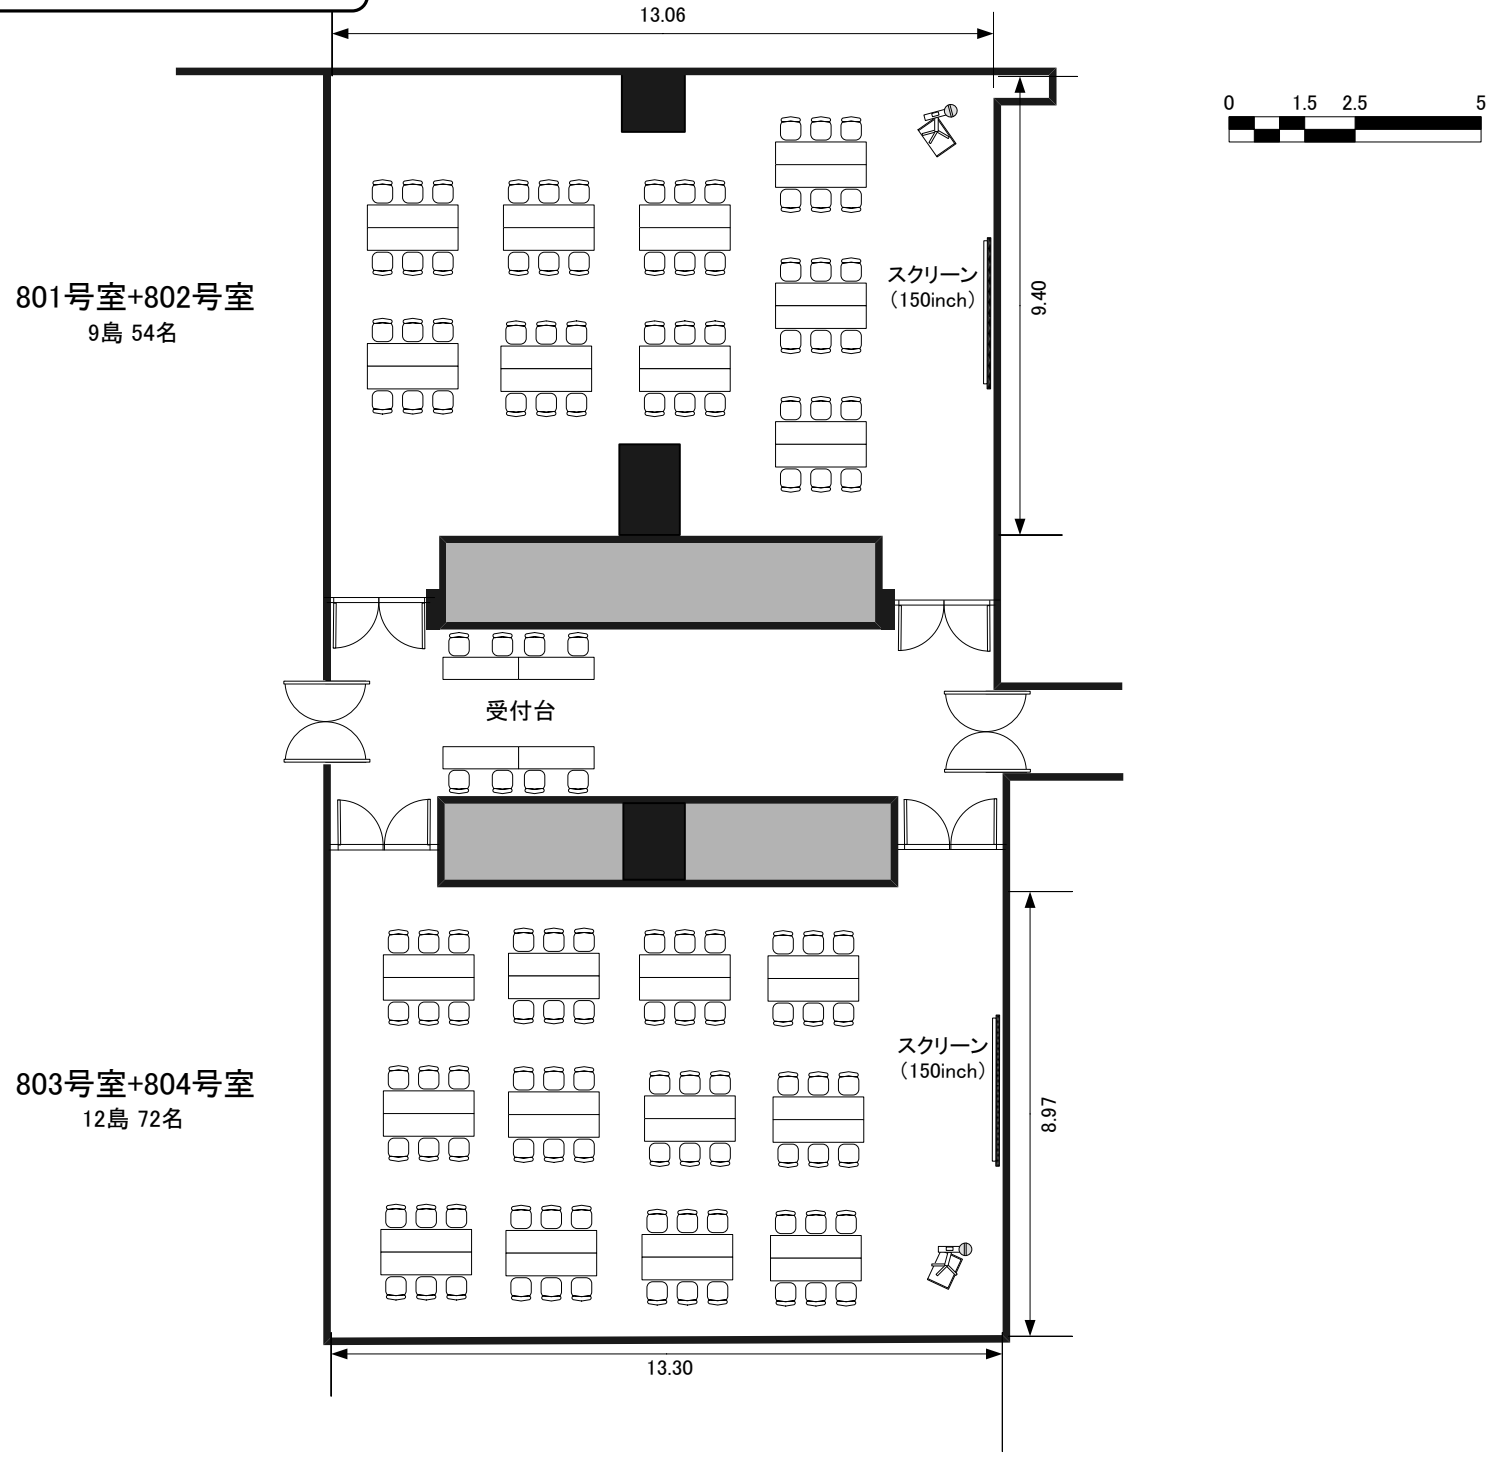 13.06
0 1.5 2.5 5
スクリーン
（150inch）
9.40
801号室+802号室
9島 54名
受付台
スクリーン
（150inch）
8.97
803号室+804号室
12島 72名
13.30